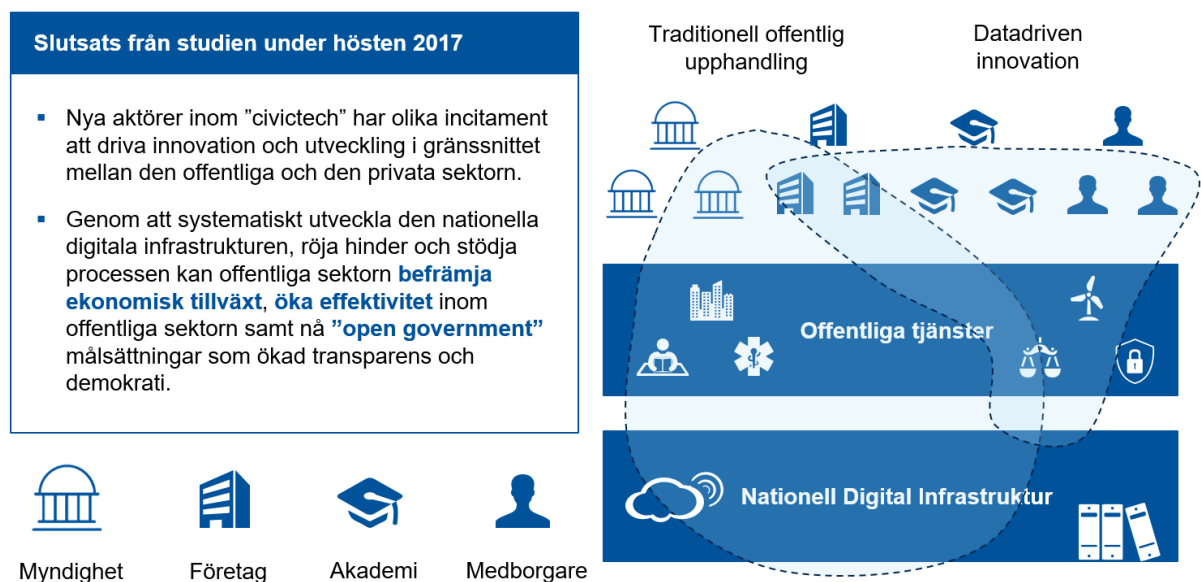 Slutsats från studien under hösten 2017
▪ Nya aktörer inom ”civictech” har olika incitament
att driva innovation och utveckling i gränssnittet
mellan den offentliga och den privata sektorn.
▪ Genom att systematiskt utveckla den nationella
digitala infrastrukturen, röja hinder och stödja
processen kan offentliga sektorn befrämja
ekonomisk tillväxt, öka effektivitet inom
offentliga sektorn samt nå ”open government”
målsättningar som ökad transparens och
demokrati.
Myndighet
Företag
Akademi
Medborgare
Traditionell offentlig
upphandling
Datadriven
innovation
Offentliga tjänster
Nationell Digital Infrastruktur